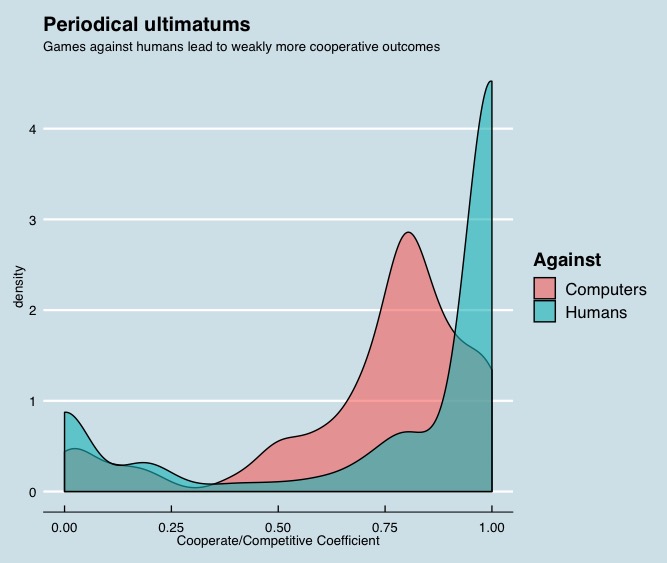 Periodical ultimatums
Games against humans lead to weakly more cooperative outcomes
4
3
2
1
0
density
0.00 0.25 0.50 0.75 1.00
Cooperate/Competitive Coefficient
Against
Computers
Humans